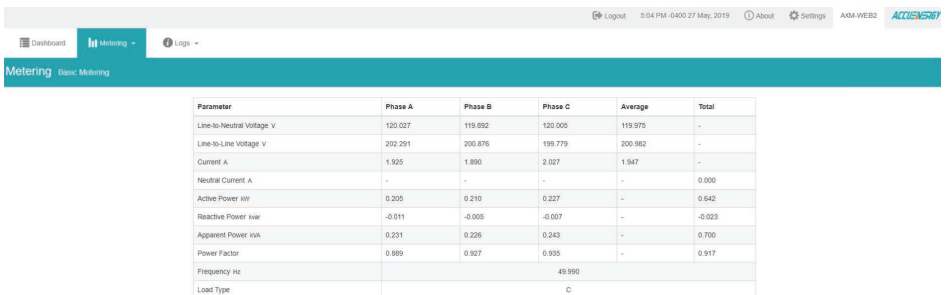 Logout 5:04 PM -0400 27 May, 2019 About Settings AXM-WEB2 ACCUENERGY
Dashboard Metering Logs
Metering Basic Metering
Parameter Phase A Phase B Phase C Average Total
Line-to-Neutral Voltage V 120.027 119.892 120.005 119.975 -
Line-to-Line Voltage V 202.291 200.876 199.779 200.982 -
Current A 1.925 1.890 2.027 1.947 -
Neutral Current A - - - - 0.000
Active Power kW 0.205 0.210 0.227 - 0.642
Reactive Power kvar -0.011 -0.005 -0.007 - -0.023
Apparent Power kVA 0.231 0.226 0.243 - 0.700
Power Factor 0.889 0.927 0.935 - 0.917
Frequency Hz 49.990
Load Type C